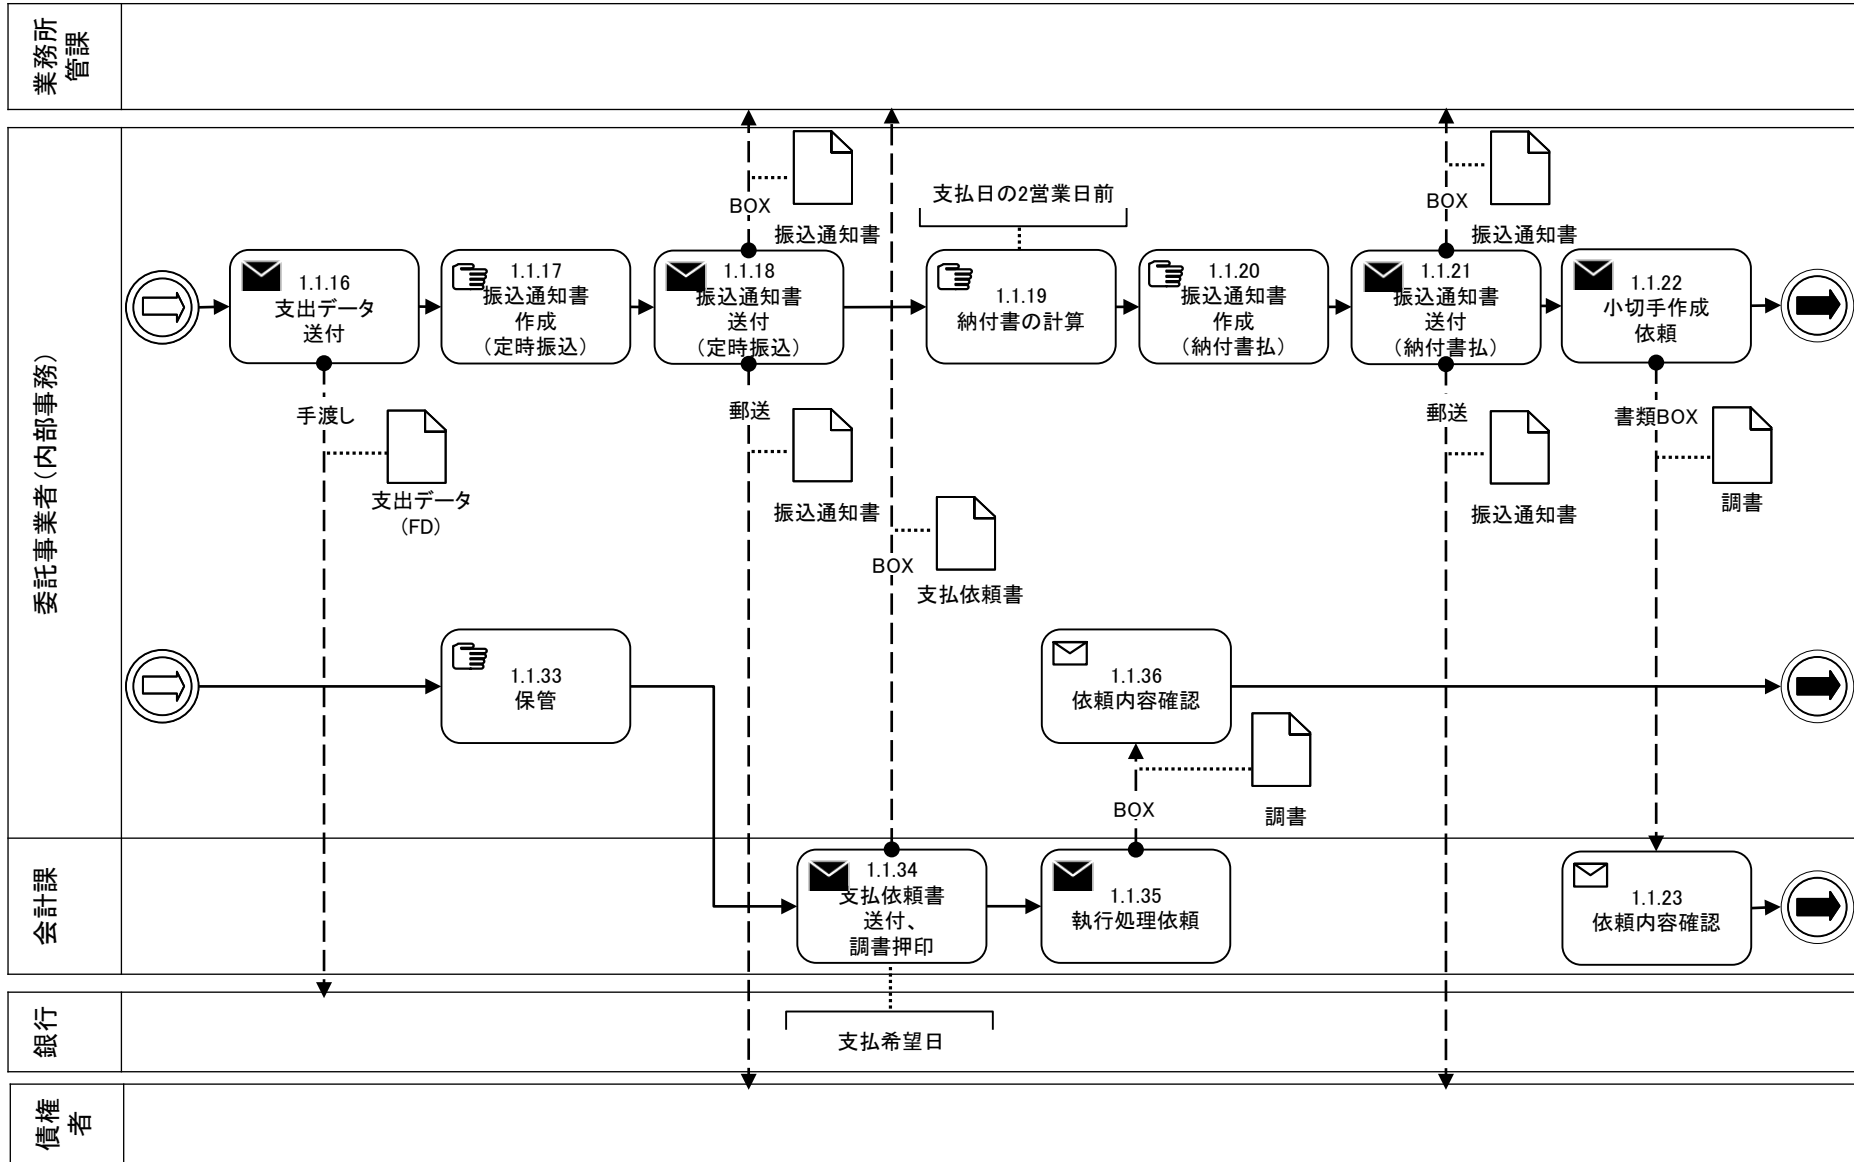 業務所
管課
委託事業者（内部事務）
会計課
銀行
債権
者
BOX
振込通知書
支払日の2営業日前
BOX
振込通知書
1.1.16
支出データ
送付
1.1.17
振込通知書
作成
（定時振込）
1.1.18
振込通知書
送付
（定時振込）
1.1.19
納付書の計算
1.1.20
振込通知書
作成
（納付書払）
1.1.21
振込通知書
送付
（納付書払）
1.1.22
小切手作成
依頼
手渡し
支出データ
（FD）
郵送
振込通知書
BOX
支払依頼書
郵送
振込通知書
書類BOX
調書
1.1.33
保管
1.1.36
依頼内容確認
BOX
調書
1.1.34
支払依頼書
送付、
調書押印
1.1.35
執行処理依頼
1.1.23
依頼内容確認
支払希望日